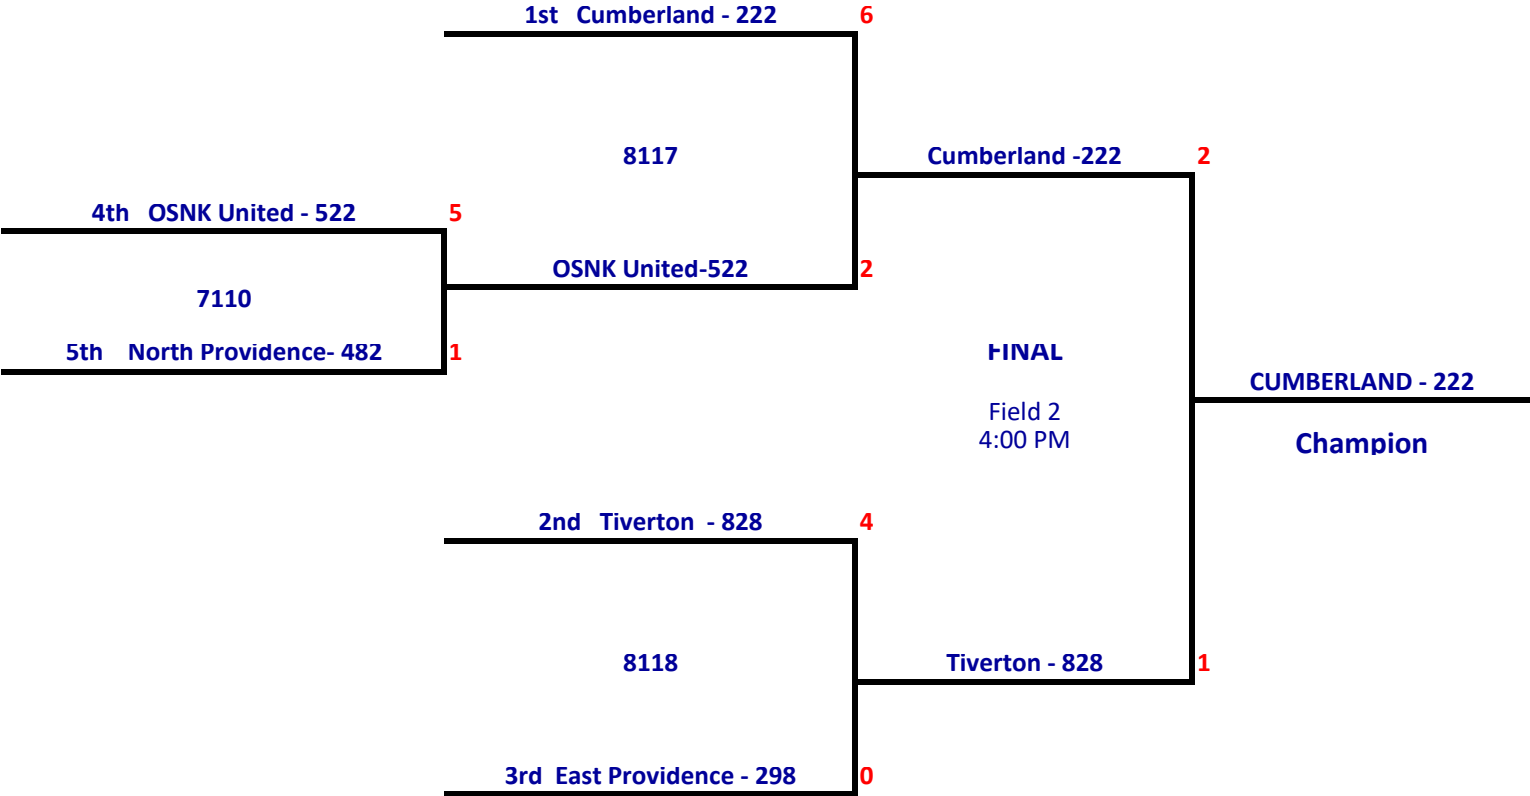 1st Cumberland - 222 6
8117
Cumberland -222 2
4th OSNK United - 522 5
OSNK United-522 2
7110
5th North Providence- 482 1
FINAL
CUMBERLAND - 222
Field 2
4:00 PM
Champion
2nd Tiverton - 828 4
8118
Tiverton - 828 1
3rd East Providence - 298 0